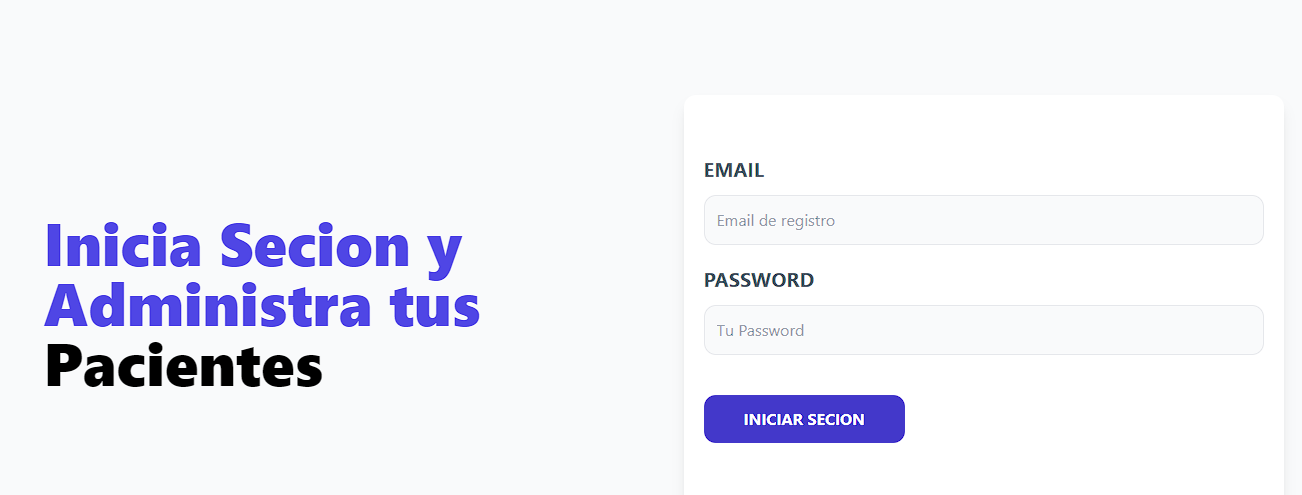 Inicia Secion y
Administra tus
Pacientes
EMAIL
Email de registro
PASSWORD
Tu Password
INICIAR SECION